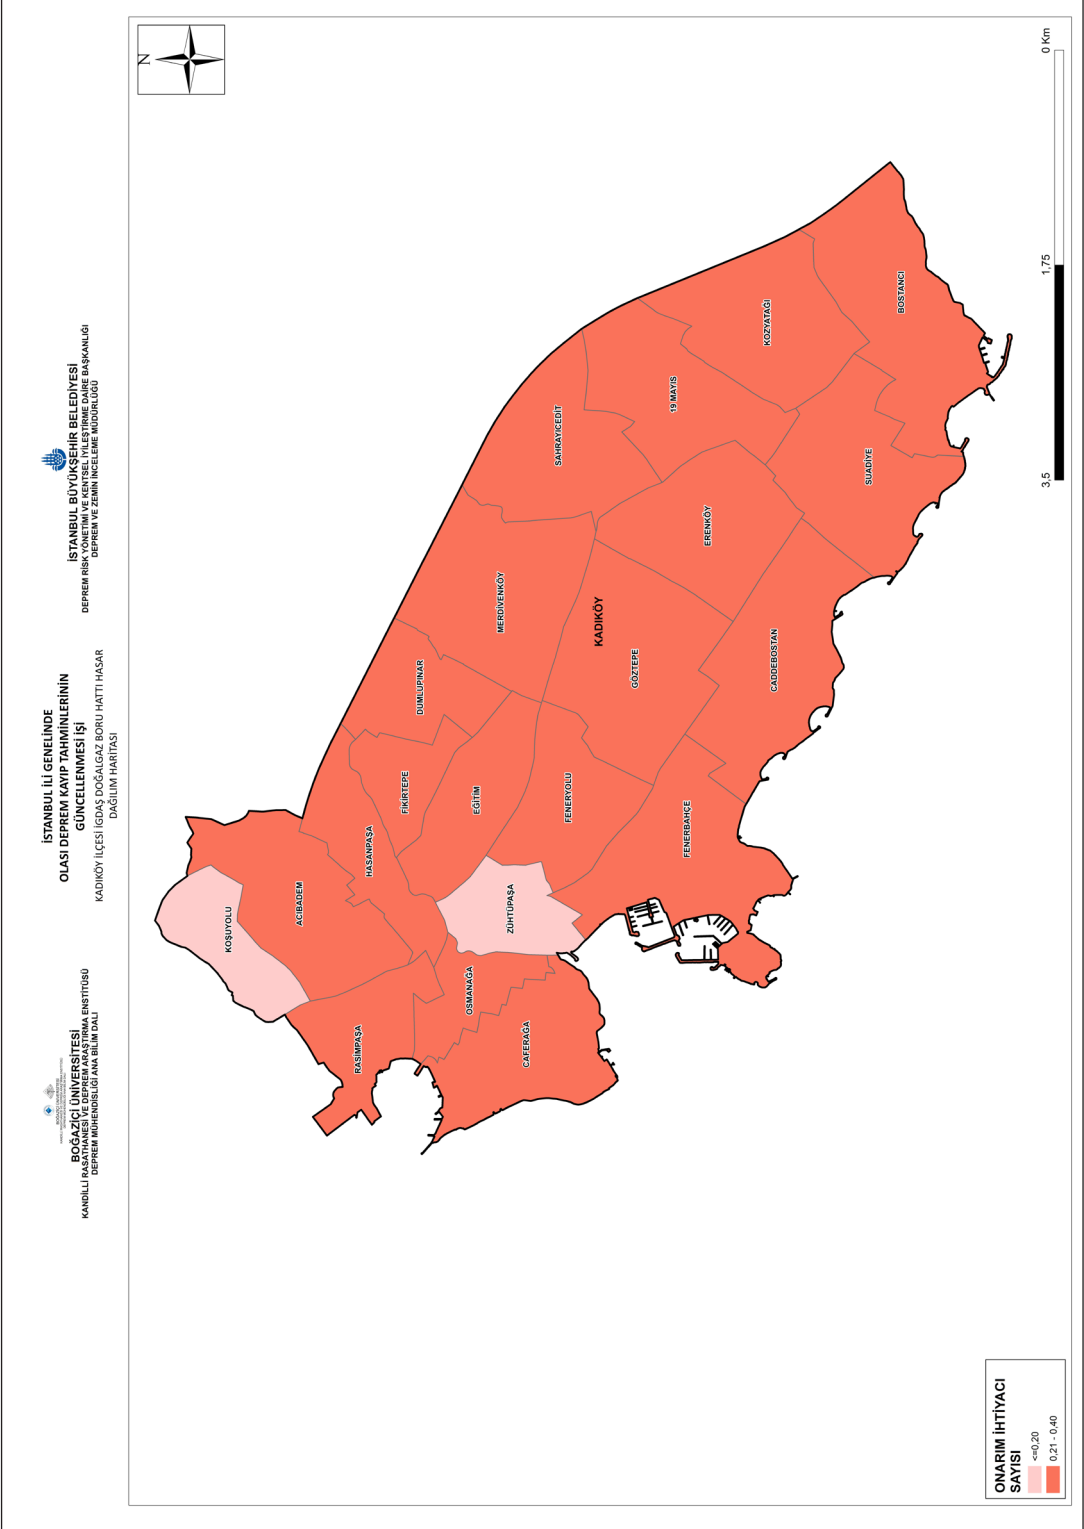 BOĞAZİÇİ ÜNİVERSİTESİ
KANDİLLİ RASATHANESİ VE DEPREM ARAŞTIRMA ENSTİTÜSÜ
DEPREM MÜHENDİSLİĞİ ANA BİLİM DALI
İSTANBUL İLİ GENELİNDE
OLASI DEPREM KAYIP TAHMİNLERİNİN
GÜNCELLENMESİ İŞİ
KADIKÖY İLÇESİ İGDAŞ DOĞALGAZ BORU HATTI HASAR
DAĞILIM HARİTASI
İSTANBUL BÜYÜKŞEHİR BELEDİYESİ
DEPREM RİSK YÖNETİMİ VE KENTSEL İYİLEŞTİRME DAİRE BAŞKANLIĞI
DEPREM VE ZEMİN İNCELEME MÜDÜRLÜĞÜ
N
KOŞUYOLU
ACIBADEM
RASİMPAŞA
HASANPAŞA
FİKİRTEPE
DUMLUPINAR
OSMANAĞA
EĞİTİM
MERDİVENKÖY
ZÜHTÜPAŞA
CAFERAĞA
SAHRAYICEDİT
FENERYOLU
KADIKÖY
GÖZTEPE
19 MAYIS
FENERBAHÇE
ERENKÖY
KOZYATAĞI
CADDEBOSTAN
SUADİYE
BOSTANCI
ONARIM İHTİYACI
SAYISI
<=0,20
0,21 - 0,40
3,5
1,75
0 Km